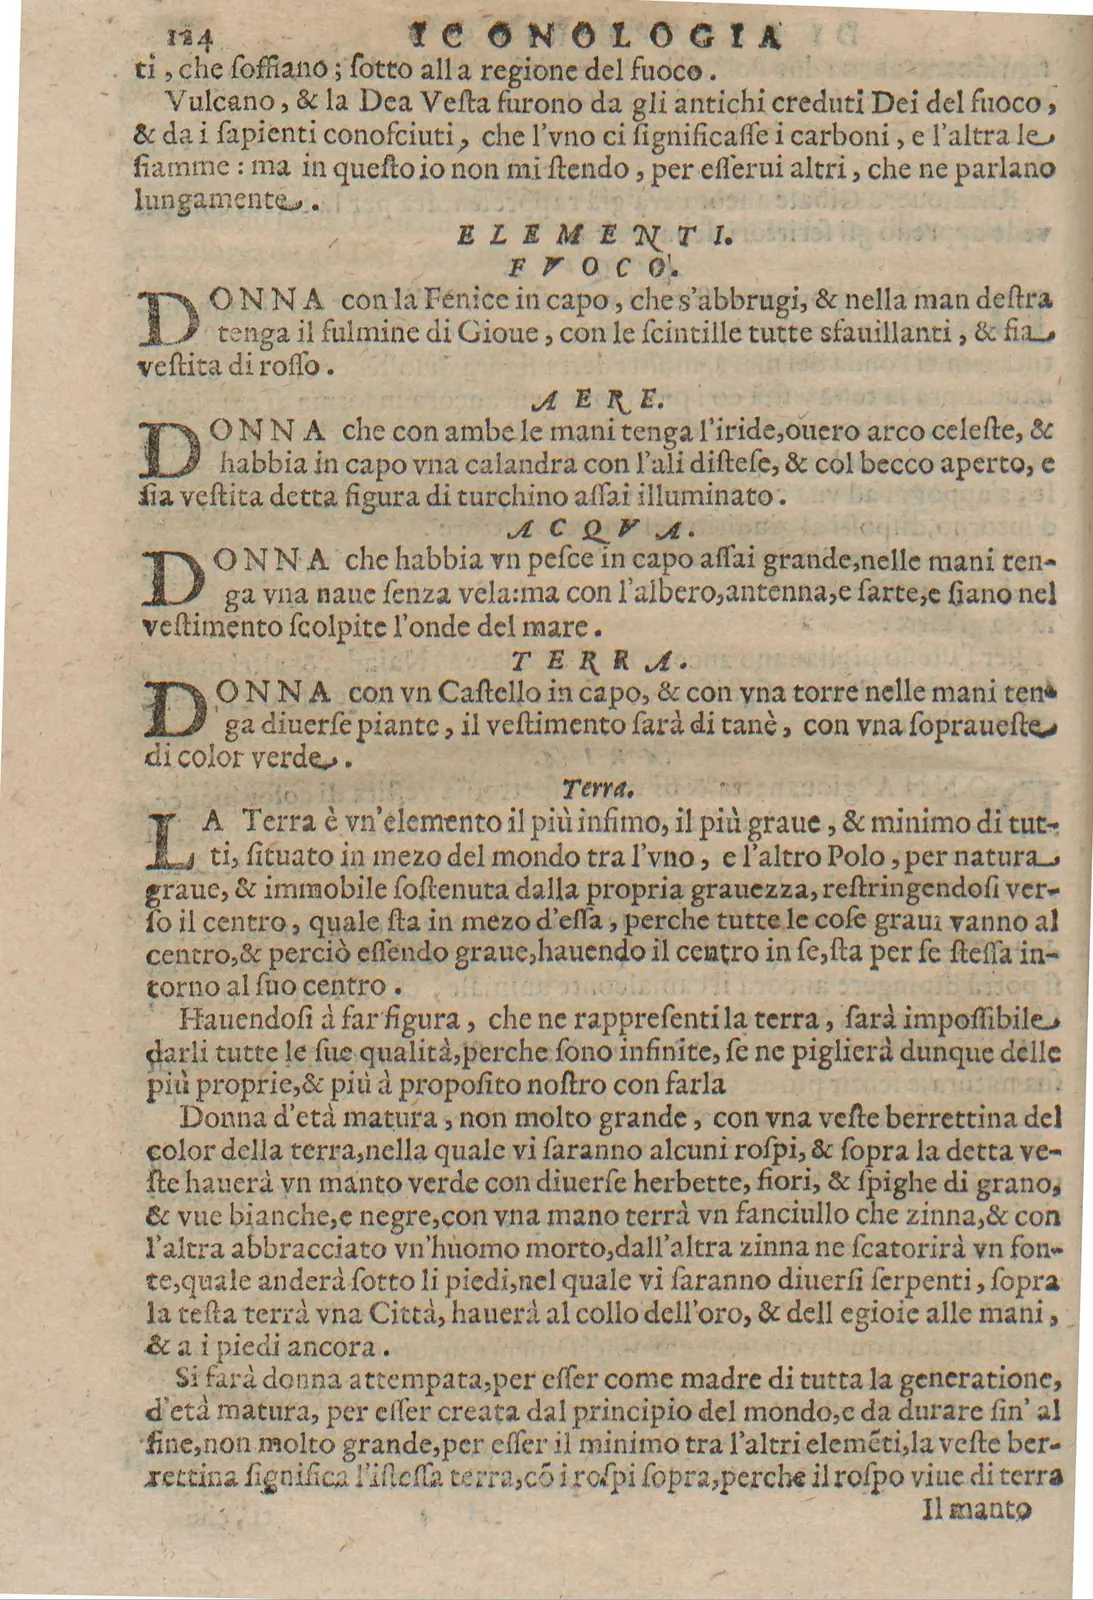 124 ICONOLOGIA
ti, che ſoffiano; ſotto alla regione del fuoco.
Vulcano, & la Dea Veſta furono da gli antichi creduti Dei del fuoco,
& da i ſapienti conoſciuti, che l'vno ci ſignificaſſe i carboni, e l'altra le
fiamme: ma in queſto io non mi ſtendo, per eſſerui altri, che ne parlano
lungamente.
ELEMENTI.
FVOCO.
DONNA con la Fenice in capo, che s'abbrugi, & nella man deſtra
tenga il fulmine di Gioue, con le ſcintille tutte sfauillanti, & ſia
veſtita di roſſo.
AERE.
DONNA che con ambe le mani tenga l'iride, ouero arco celeſte, &
habbia in capo vna calandra con l'ali diſteſe, & col becco aperto, e
ſia veſtita detta figura di turchino aſſai illuminato.
ACQVA.
DONNA che habbia vn peſce in capo aſſai grande, nelle mani ten-
ga vna naue ſenza vela: ma con l'albero, antenna, e ſarte, e ſiano nel
veſtimento ſcolpite l'onde del mare.
TERRA.
DONNA con vn Caſtello in capo, & con vna torre nelle mani ten-
ga diuerſe piante, il veſtimento ſarà di tanè, con vna ſoprauеſte
di color verde.
Terra.
LA Terra è vn'elemento il più infimo, il più graue, & minimo di tut-
ti, ſituato in mezo del mondo tra l'vno, e l'altro Polo, per natura
graue, & immobile ſoſtenuta dalla propria grauezza, reſtringendoſi ver-
ſo il centro, quale ſta in mezo d'eſſa, perche tutte le coſe graui vanno al
centro, & perciò eſſendo graue, hauendo il centro in ſe, ſta per ſe ſteſſa in-
torno al ſuo centro.
Hauendoſi à far figura, che ne rappreſenti la terra, ſarà impoſſibile
darli tutte le ſue qualità, perche ſono infinite, ſe ne piglierà dunque delle
più proprie, & più à propoſito noſtro con farla
Donna d'età matura, non molto grande, con vna veſte berrettina del
color della terra, nella quale vi ſaranno alcuni roſpi, & ſopra la detta ve-
ſte hauerà vn manto verde con diuerſe herbette, fiori, & ſpighe di grano,
& vue bianche, e negre, con vna mano terrà vn fanciullo che zinna, & con
l'altra abbracciato vn'huomo morto, dall'altra zinna ne ſcatorirà vn fon-
te, quale anderà ſotto li piedi, nel quale vi ſaranno diuerſi ſerpenti, ſopra
la teſta terrà vna Città, hauerà al collo dell'oro, & dell egioie alle mani,
& a i piedi ancora.
Si farà donna attempata, per eſſer come madre di tutta la generatione,
d'età matura, per eſſer creata dal principio del mondo, e da durare ſin' al
fine, non molto grande, per eſſer il minimo tra l'altri elemẽti, la veſte ber-
rettina ſignifica l'iſteſſa terra, cõ i roſpi ſopra, perche il roſpo viue di terra
Il manto